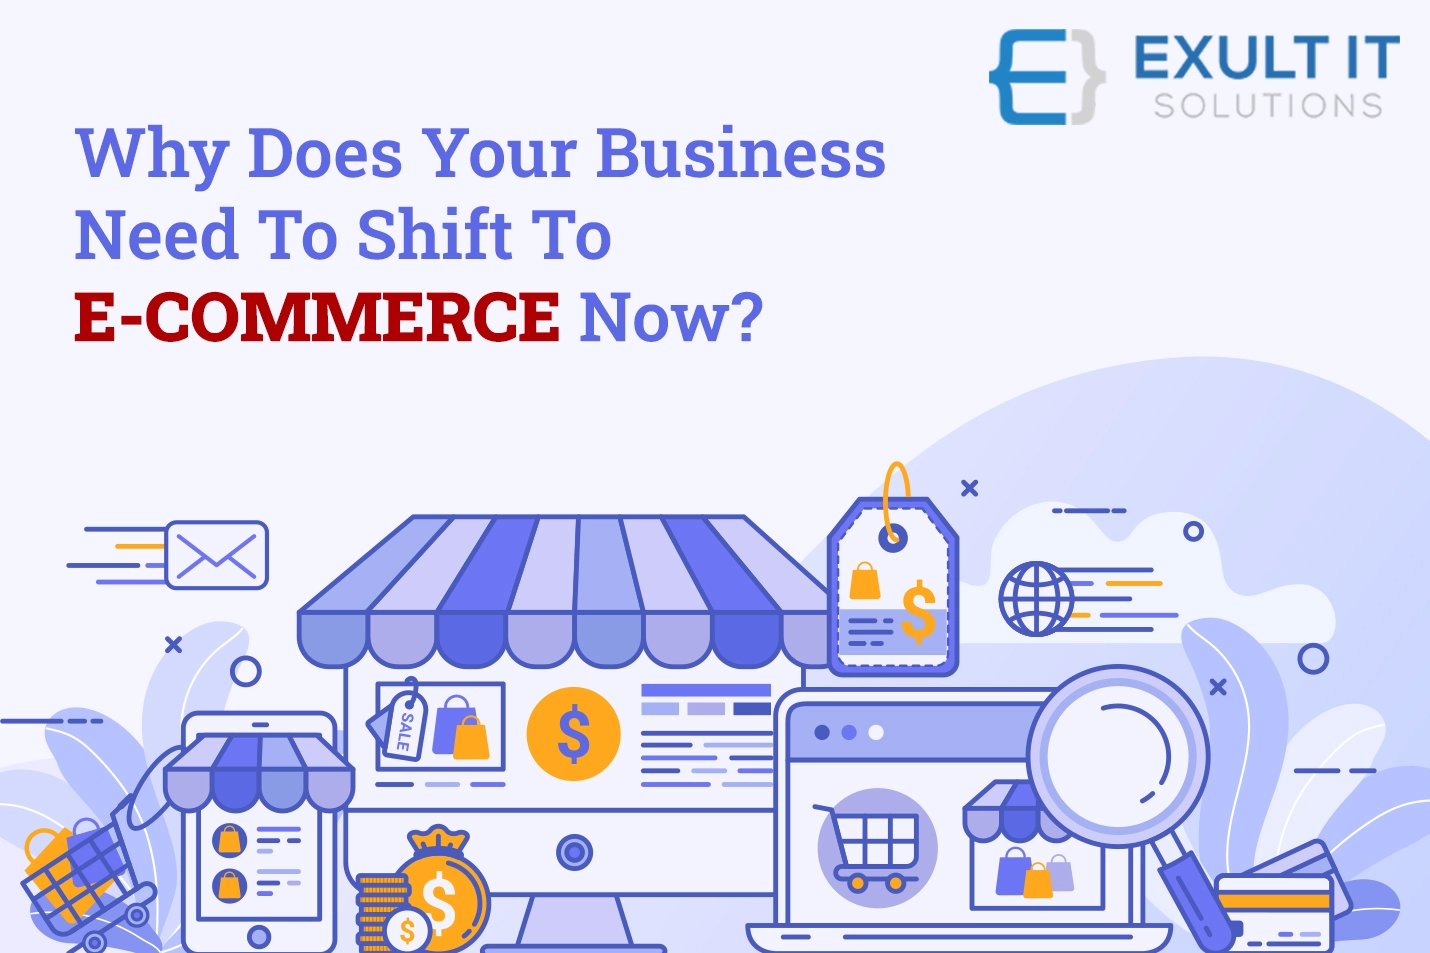 EXULT IT
SOLUTIONS
Why Does Your Business
Need To Shift To
E-COMMERCE Now?
$
SALE
$
$
$